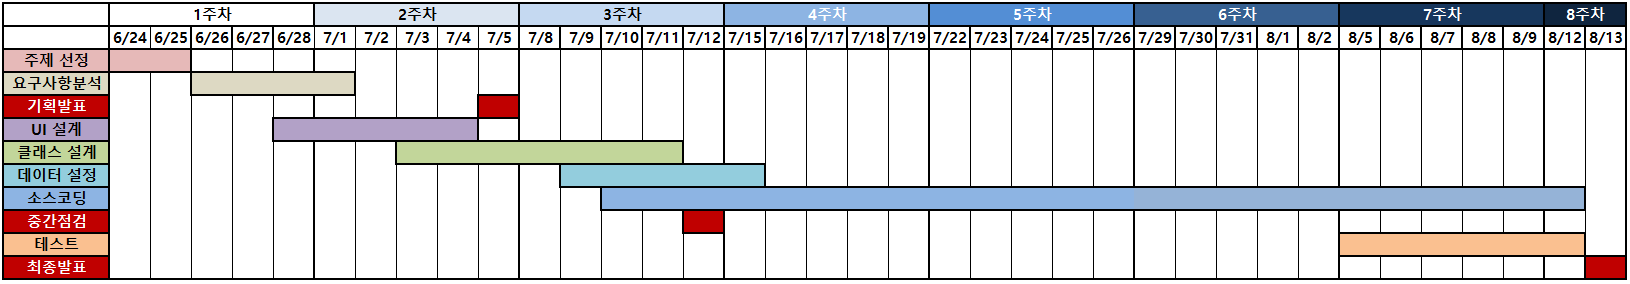 1주차 2주차 3주차 4주차 5주차 6주차 7주차 8주차
6/24 6/25 6/26 6/27 6/28 7/1 7/2 7/3 7/4 7/5 7/8 7/9 7/10 7/11 7/12 7/15 7/16 7/17 7/18 7/19 7/22 7/23 7/24 7/25 7/26 7/29 7/30 7/31 8/1 8/2 8/5 8/6 8/7 8/8 8/9 8/12 8/13
주제 선정
요구사항분석
기획발표
UI 설계
클래스 설계
데이터 설정
소스코딩
중간점검
테스트
최종발표